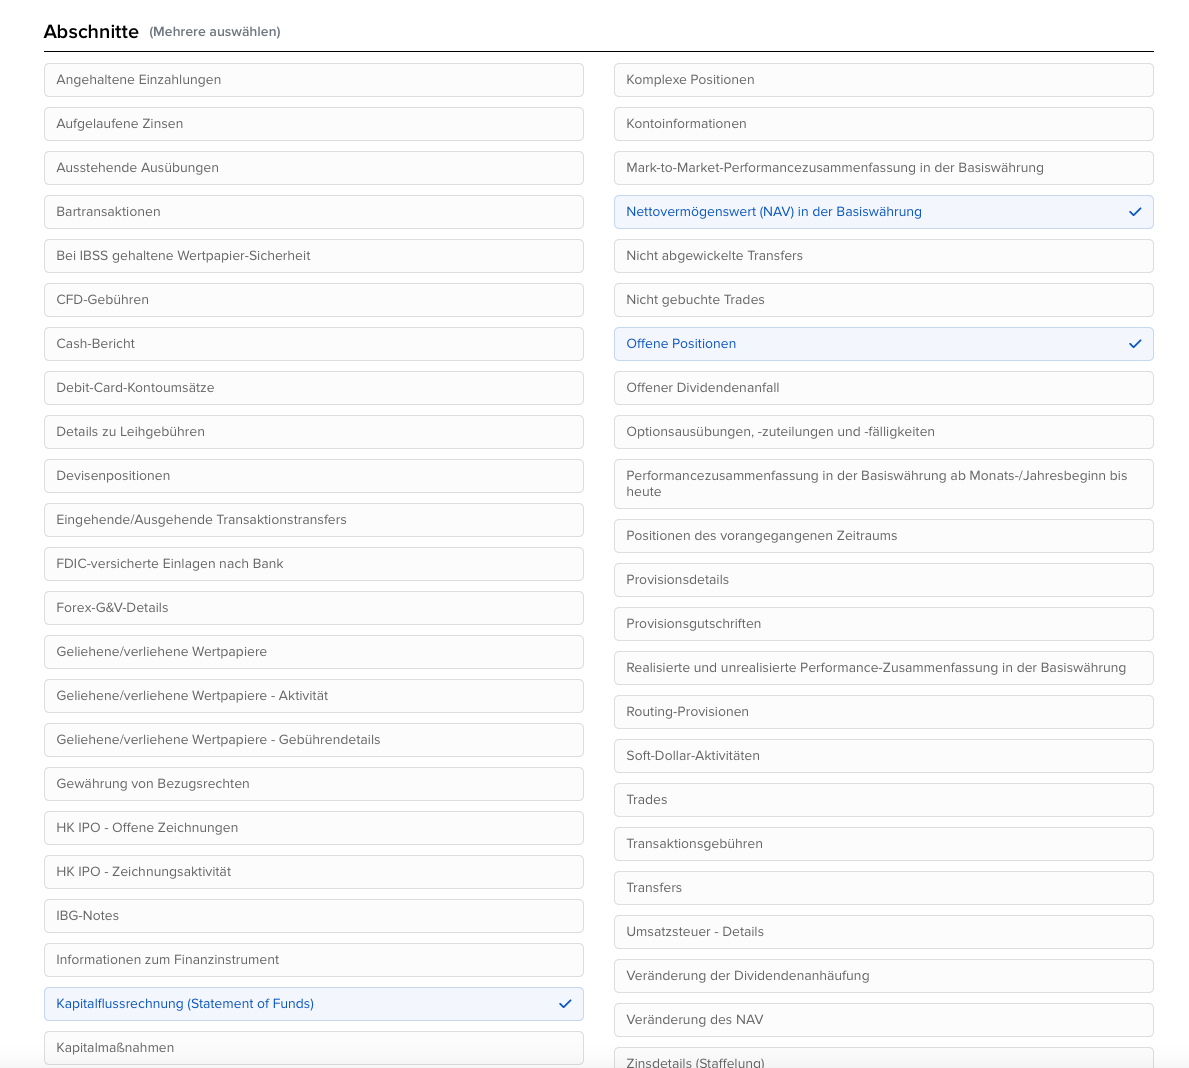 Abschnitte (Mehrere auswählen)
Angehaltene Einzahlungen
Aufgelaufene Zinsen
Ausstehende Ausübungen
Bartransaktionen
Bei IBSS gehaltene Wertpapier-Sicherheit
CFD-Gebühren
Cash-Bericht
Debit-Card-Kontoumsätze
Details zu Leihgebühren
Devisenpositionen
Eingehende/Ausgehende Transaktionstransfers
FDIC-versicherte Einlagen nach Bank
Forex-G&V-Details
Geliehene/verliehene Wertpapiere
Geliehene/verliehene Wertpapiere - Aktivität
Geliehene/verliehene Wertpapiere - Gebührendetails
Gewährung von Bezugsrechten
HK IPO - Offene Zeichnungen
HK IPO - Zeichnungsaktivität
IBG-Notes
Informationen zum Finanzinstrument
Kapitalflussrechnung (Statement of Funds)
Kapitalmaßnahmen
Komplexe Positionen
Kontoinformationen
Mark-to-Market-Performancezusammenfassung in der Basiswährung
Nettovermögenswert (NAV) in der Basiswährung
Nicht abgewickelte Transfers
Nicht gebuchte Trades
Offene Positionen
Offener Dividendenanfall
Optionsausübungen, -zuteilungen und -fälligkeiten
Performancezusammenfassung in der Basiswährung ab Monats-/Jahresbeginn bis
heute
Positionen des vorangegangenen Zeitraums
Provisionsdetails
Provisionsgutschriften
Realisierte und unrealisierte Performance-Zusammenfassung in der Basiswährung
Routing-Provisionen
Soft-Dollar-Aktivitäten
Trades
Transaktionsgebühren
Transfers
Umsatzsteuer - Details
Veränderung der Dividendenanhäufung
Veränderung des NAV
Zinsdetails (Staffelung)